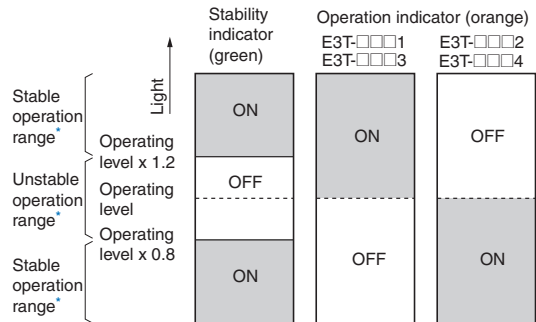 Stability
indicator
(green)
Operation indicator (orange)
E3T-□□□1
E3T-□□□3
E3T-□□□2
E3T-□□□4
Light
Stable
operation
range*
Operating
level x 1.2
Unstable
operation
range*
Operating
level
Operating
level x 0.8
Stable
operation
range*
ON
OFF
ON
ON
OFF
OFF
ON